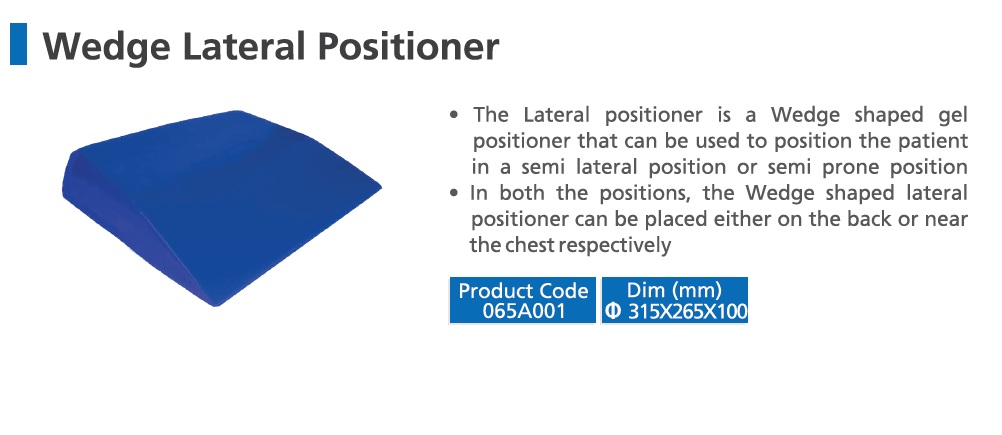 Wedge Lateral Positioner
• The Lateral positioner is a Wedge shaped gel
positioner that can be used to position the patient
in a semi lateral position or semi prone position
• In both the positions, the Wedge shaped lateral
positioner can be placed either on the back or near
the chest respectively
Product Code
065A001
Dim (mm)
Φ 315X265X100